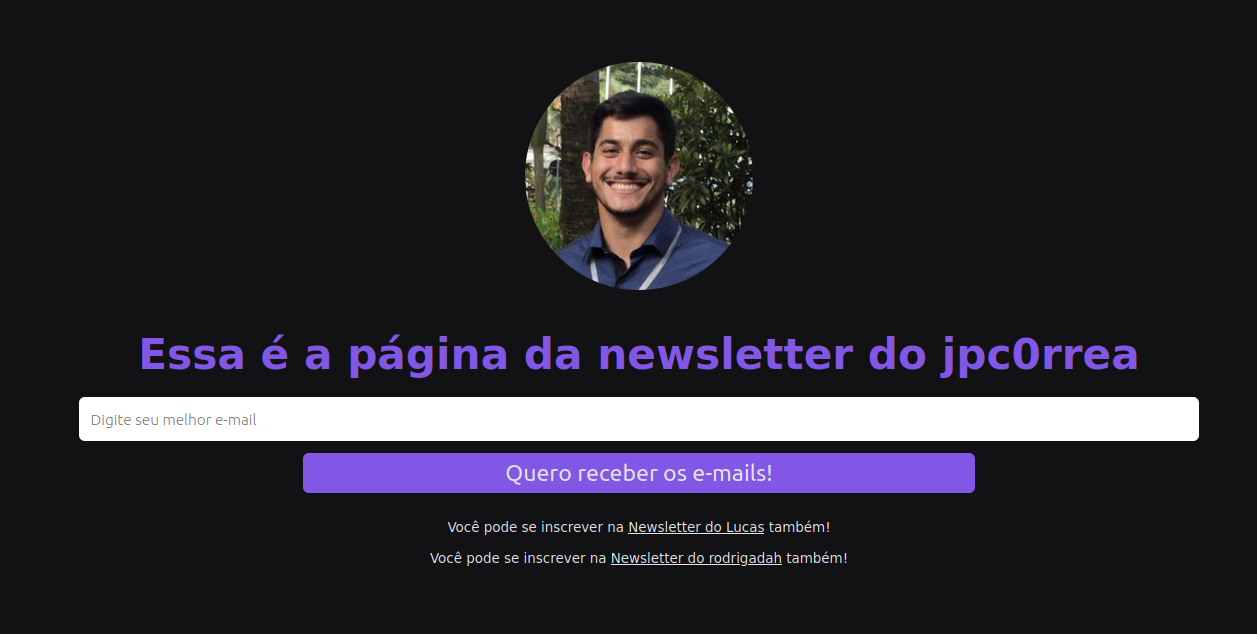 Essa é a página da newsletter do jpc0rrea
Digite seu melhor e-mail
Quero receber os e-mails!
Você pode se inscrever na Newsletter do Lucas também!
Você pode se inscrever na Newsletter do rodrigadah também!